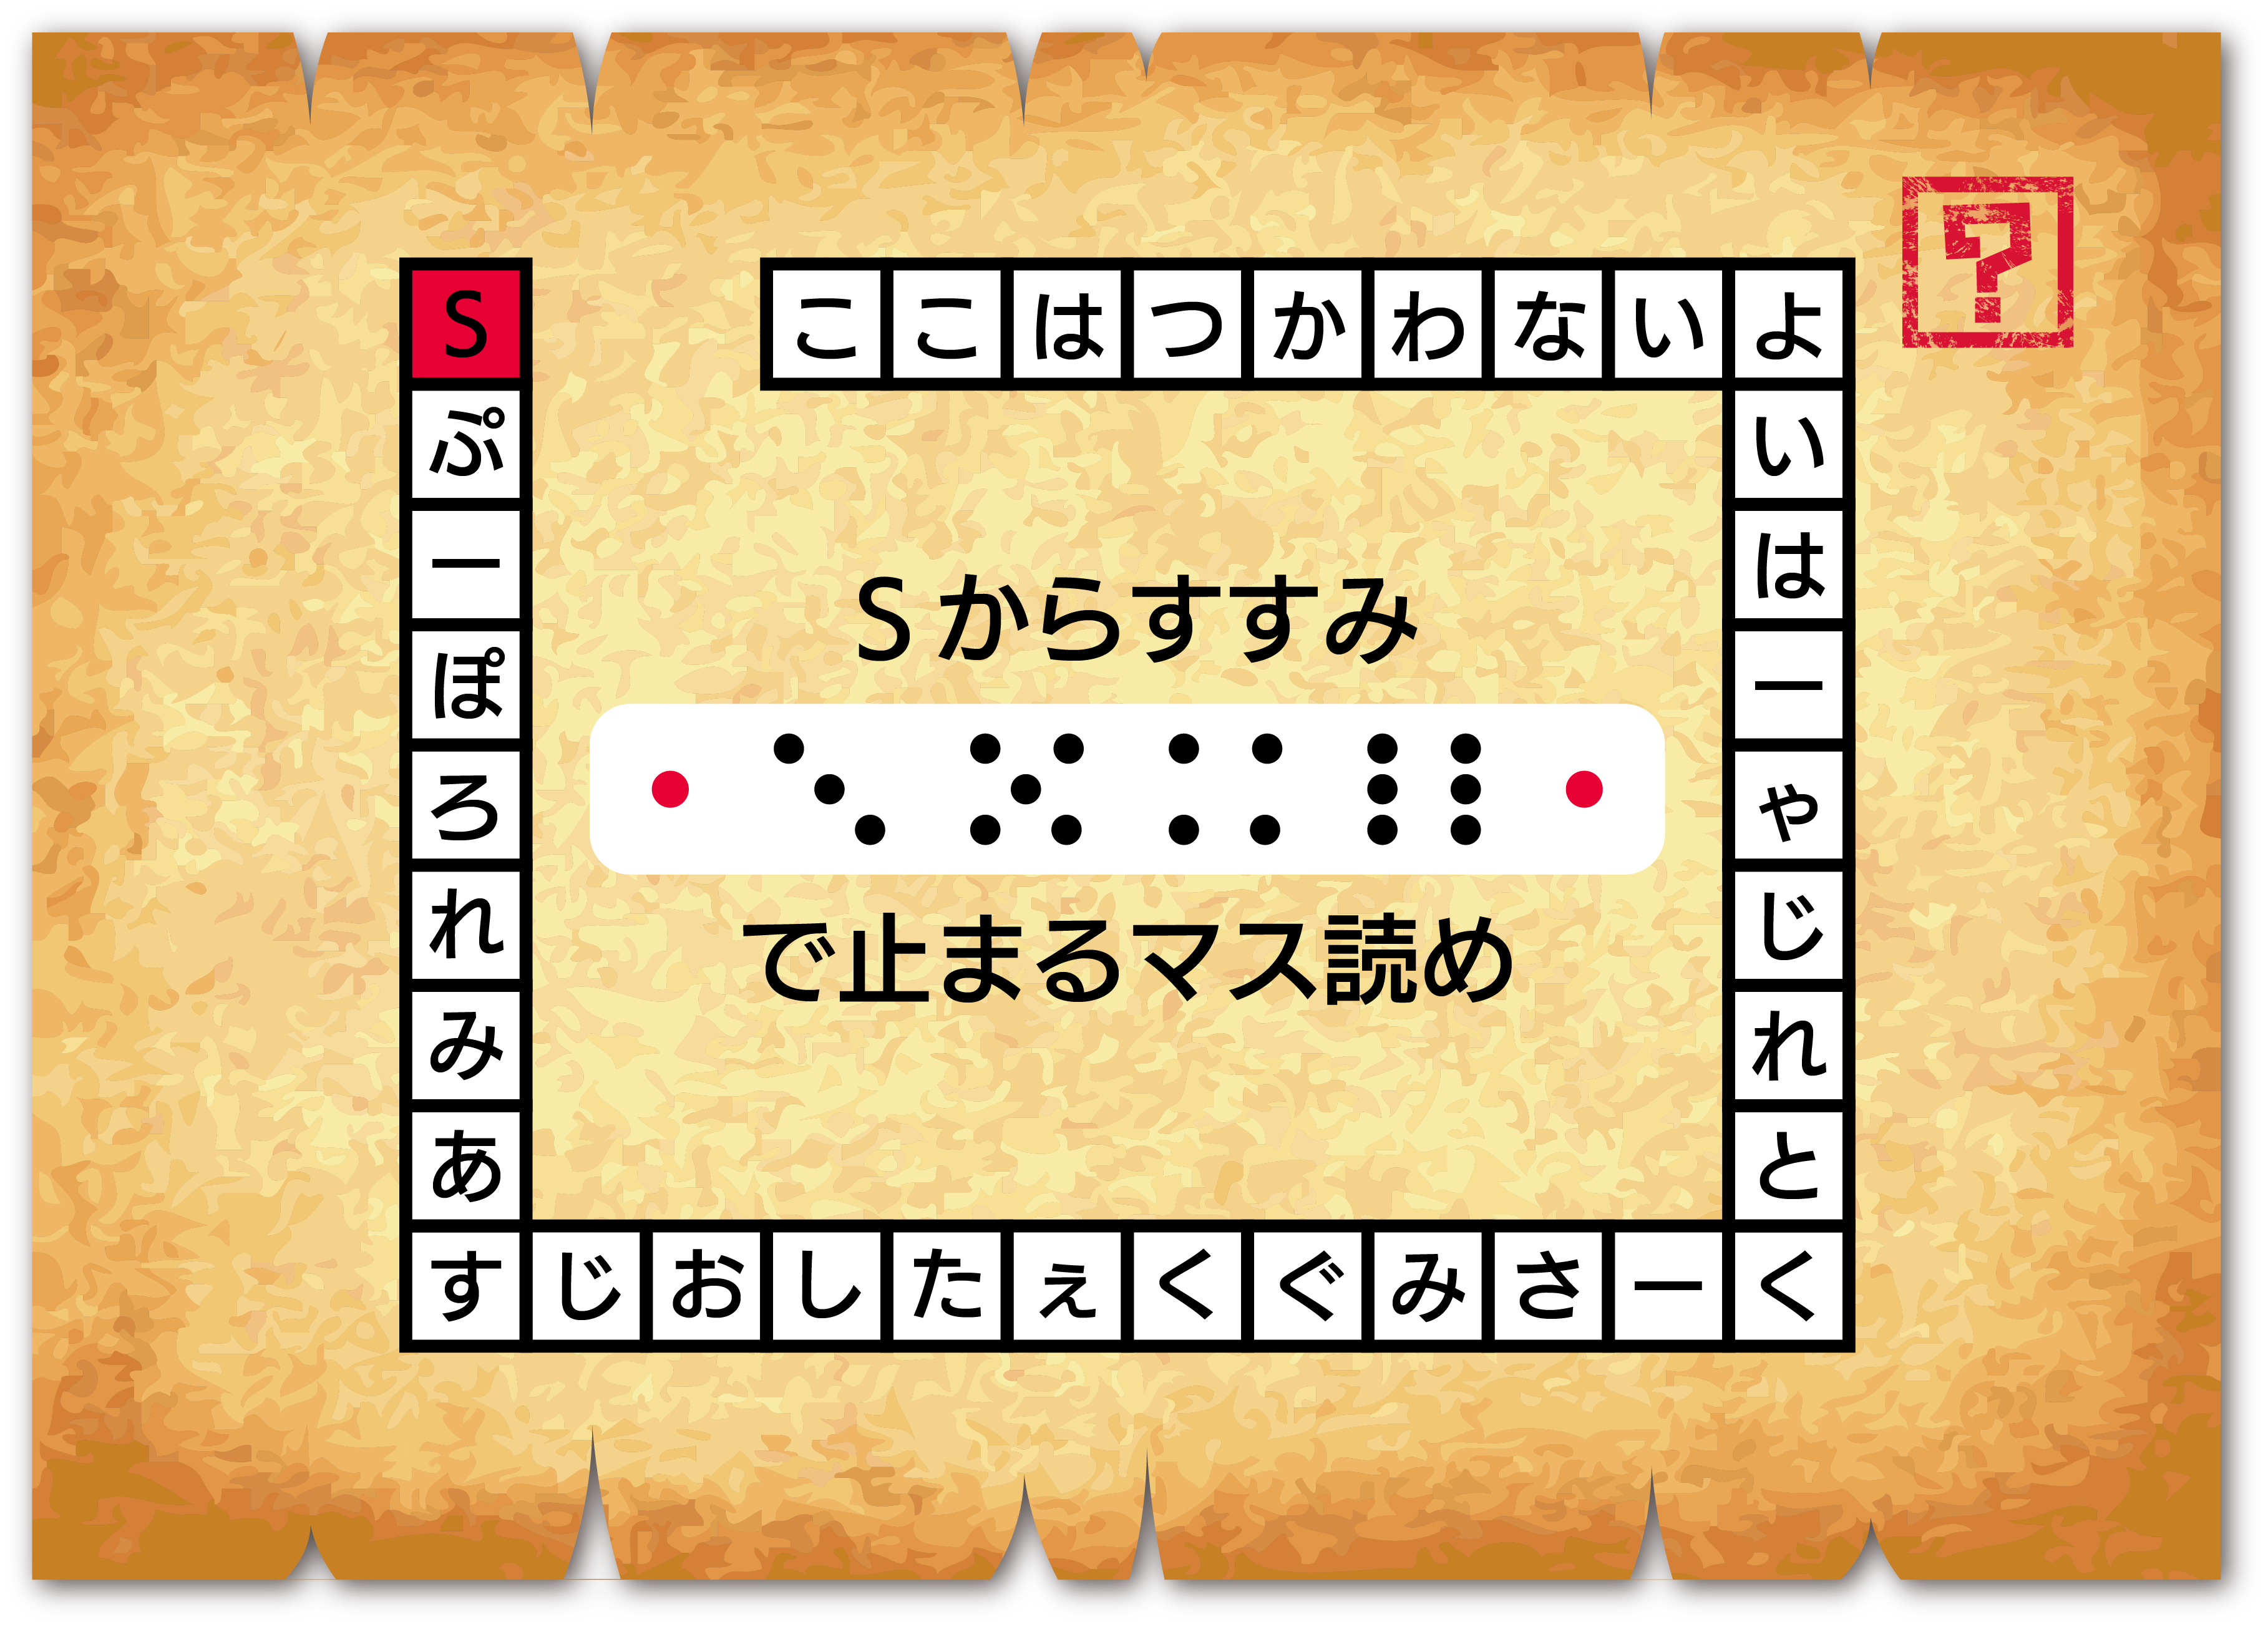 S
ぷーぽろれみあ
すじおしたぇくぐみさーく
ここはつかわないよ
いはーゃじれと
Sからすすみ
で止まるマス読め
?